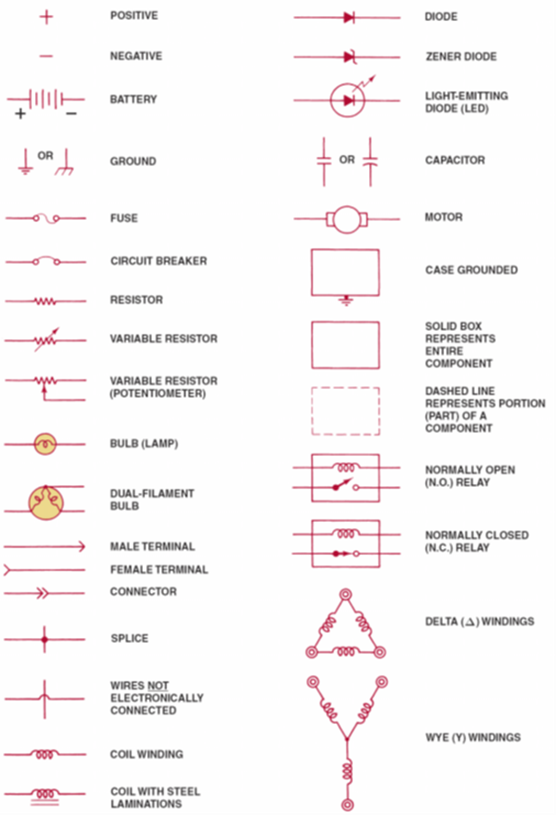 + POSITIVE
− NEGATIVE
BATTERY
+ −
OR
GROUND
FUSE
CIRCUIT BREAKER
RESISTOR
VARIABLE RESISTOR
VARIABLE RESISTOR
(POTENTIOMETER)
BULB (LAMP)
DUAL-FILAMENT
BULB
MALE TERMINAL
FEMALE TERMINAL
CONNECTOR
SPLICE
WIRES NOT
ELECTRONICALLY
CONNECTED
COIL WINDING
COIL WITH STEEL
LAMINATIONS
DIODE
ZENER DIODE
LIGHT-EMITTING
DIODE (LED)
OR
CAPACITOR
MOTOR
CASE GROUNDED
SOLID BOX
REPRESENTS
ENTIRE
COMPONENT
DASHED LINE
REPRESENTS PORTION
(PART) OF A
COMPONENT
NORMALLY OPEN
(N.O.) RELAY
NORMALLY CLOSED
(N.C.) RELAY
DELTA (Δ) WINDINGS
WYE (Y) WINDINGS